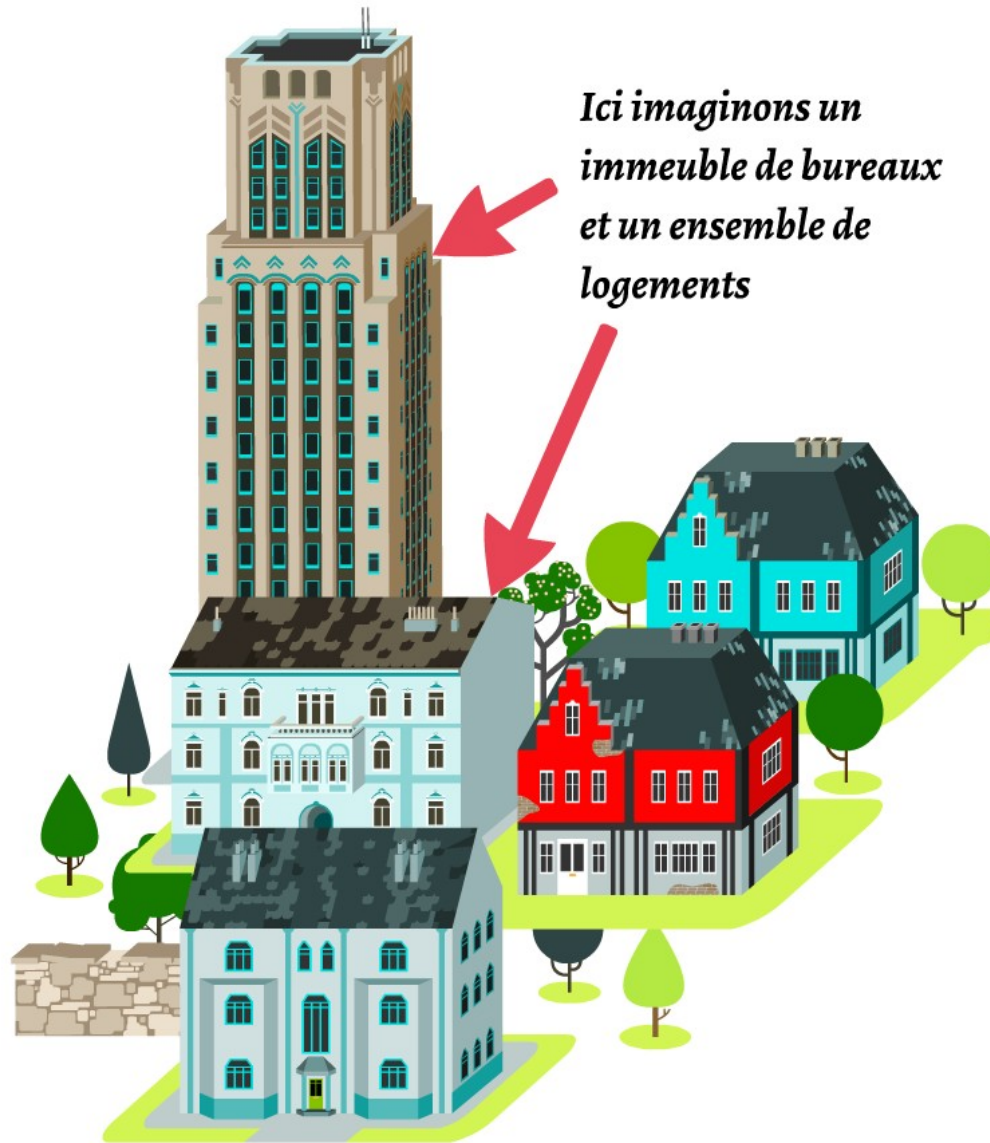 Ici imaginons un
immeuble de bureaux
et un ensemble de
logements